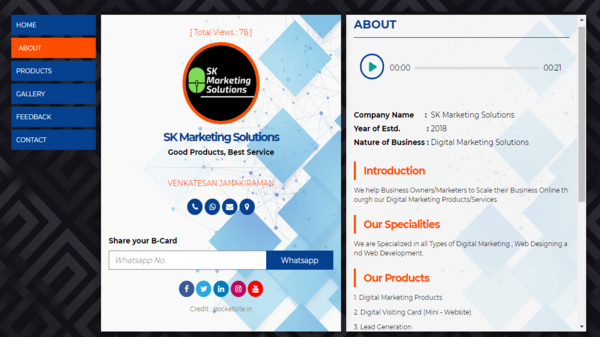 HOME
ABOUT
PRODUCTS
GALLERY
FEEDBACK
CONTACT
[ Total Views : 78 ]
SK
Marketing
Solutions
SK Marketing Solutions
Good Products, Best Service
VENKATESAN JANAKIRAMAN
Share your B-Card
Whatsapp No.
Whatsapp
Credit : pocketsite.in
ABOUT
00:00
00:21
Company Name : SK Marketing Solutions
Year of Estd. : 2018
Nature of Business : Digital Marketing Solutions
Introduction
We help Business Owners/Marketers to Scale their Business Online th
ough our Digital Marketing Products/Services.
Our Specialities
We are Specialized in all Types of Digital Marketing , Web Designing a
nd Web Development.
Our Products
1. Digital Marketing Products
2. Digital Visiting Card (Mini - Website)
3. Lead Generation